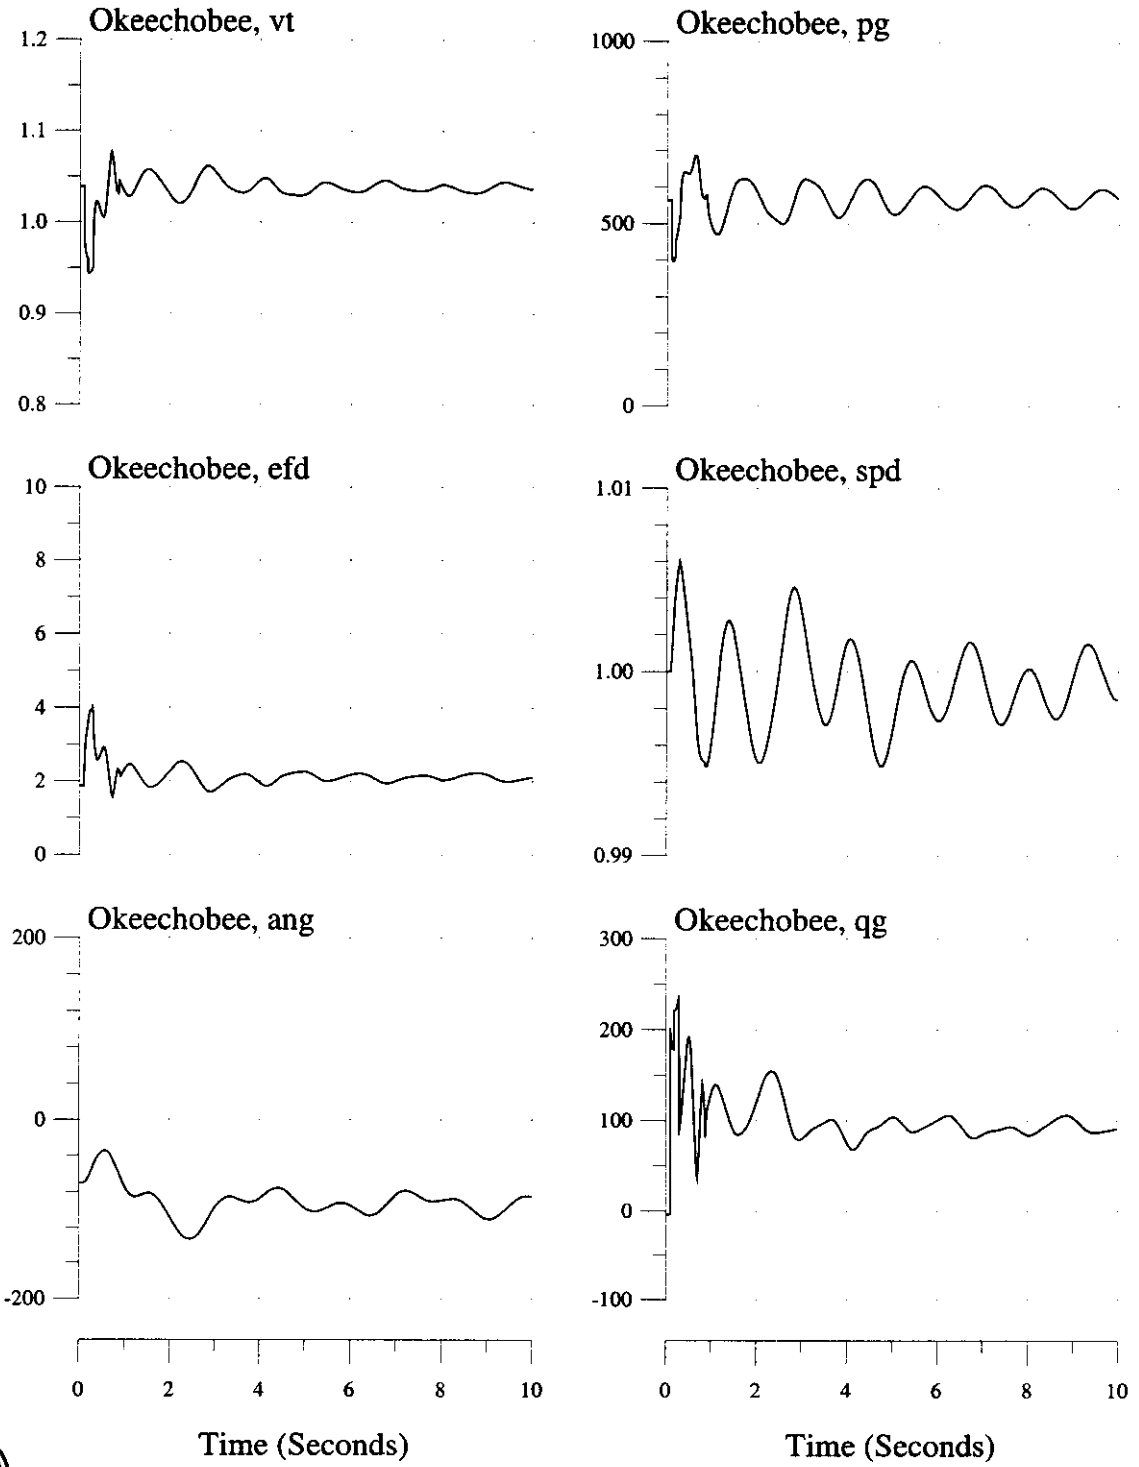 Okeechobee, vt
1.2
1.1
1.0
0.9
0.8
Okeechobee, pg
1000
500
0
Okeechobee, efd
10
8
6
4
2
0
Okeechobee, spd
1.01
1.00
0.99
Okeechobee, ang
200
0
-200
0 2 4 6 8 10
Time (Seconds)
Okeechobee, qg
300
200
100
0
-100
0 2 4 6 8 10
Time (Seconds)